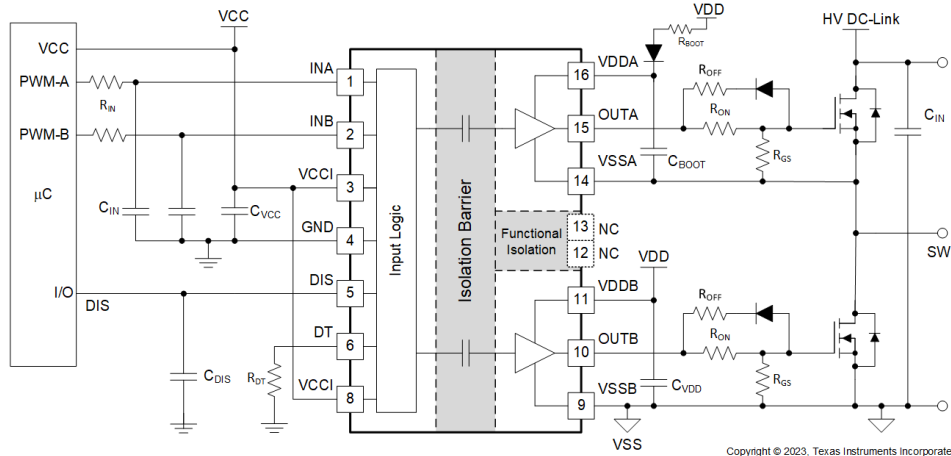 VCC
VDD
HV DC-Link
RBOOT
VCC
INA
VDDA
16
ROFF
PWM-A
1
RIN
OUTA
RON
CIN
PWM-B
INB
2
15
RGS
CBOOT
µC
VCCI
VSSA
3
14
CIN
CVCC
Input Logic
Isolation Barrier
Functional
Isolation
13
NC
GND
4
12
NC
SW
VDD
I/O
DIS
DIS
5
VDDB
11
ROFF
DT
6
OUTB
10
RON
CDIS
RDT
VCCI
8
VSSB
9
CVDD
RGS
VSS
Copyright © 2023, Texas Instruments Incorporate